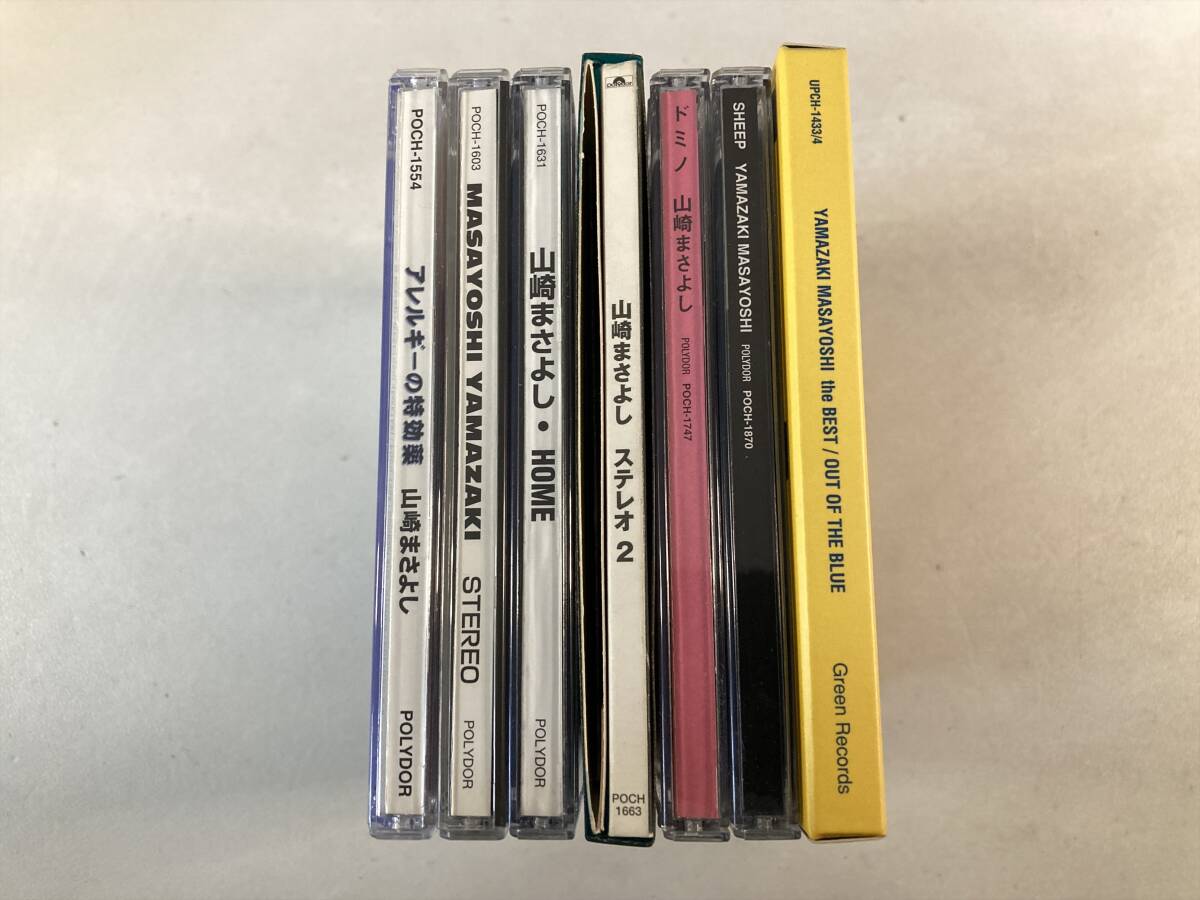 POCH-1554 アレルギーの特効薬 山崎まさよし POLYDOR
POCH-1603 MASAYOSHI YAMAZAKI STEREO POLYDOR
POCH-1631 山崎まさよし・HOME POLYDOR
polydor 山崎まさよし ステレオ2 POCH
1663
ドミノ 山崎まさよし POLYDOR POCH-1747
SHEEP YAMAZAKI MASAYOSHI POLYDOR POCH-1870
UPCH-1433/4 YAMAZAKI MASAYOSHI the BEST / OUT OF THE BLUE Green Records